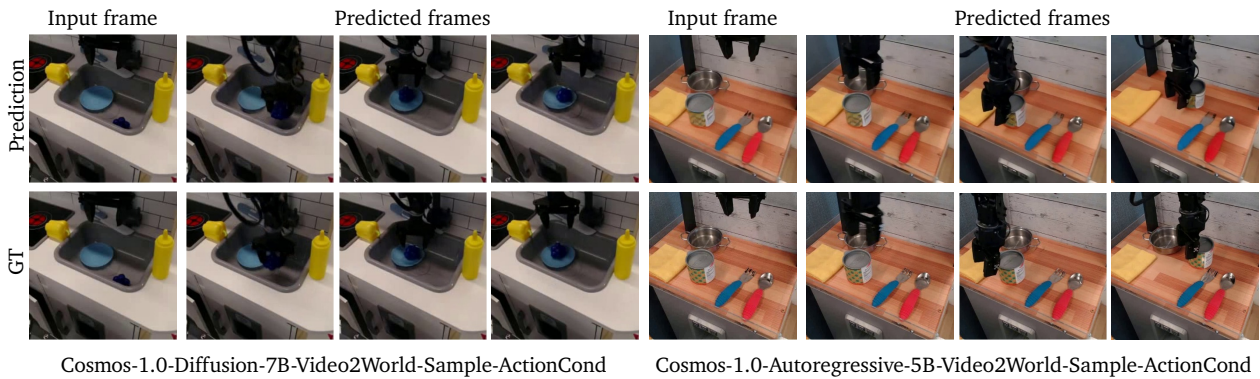 Input frame
Predicted frames
Input frame
Predicted frames
Prediction
GT
Cosmos-1.0-Diffusion-7B-Video2World-Sample-ActionCond
Cosmos-1.0-Autoregressive-5B-Video2World-Sample-ActionCond